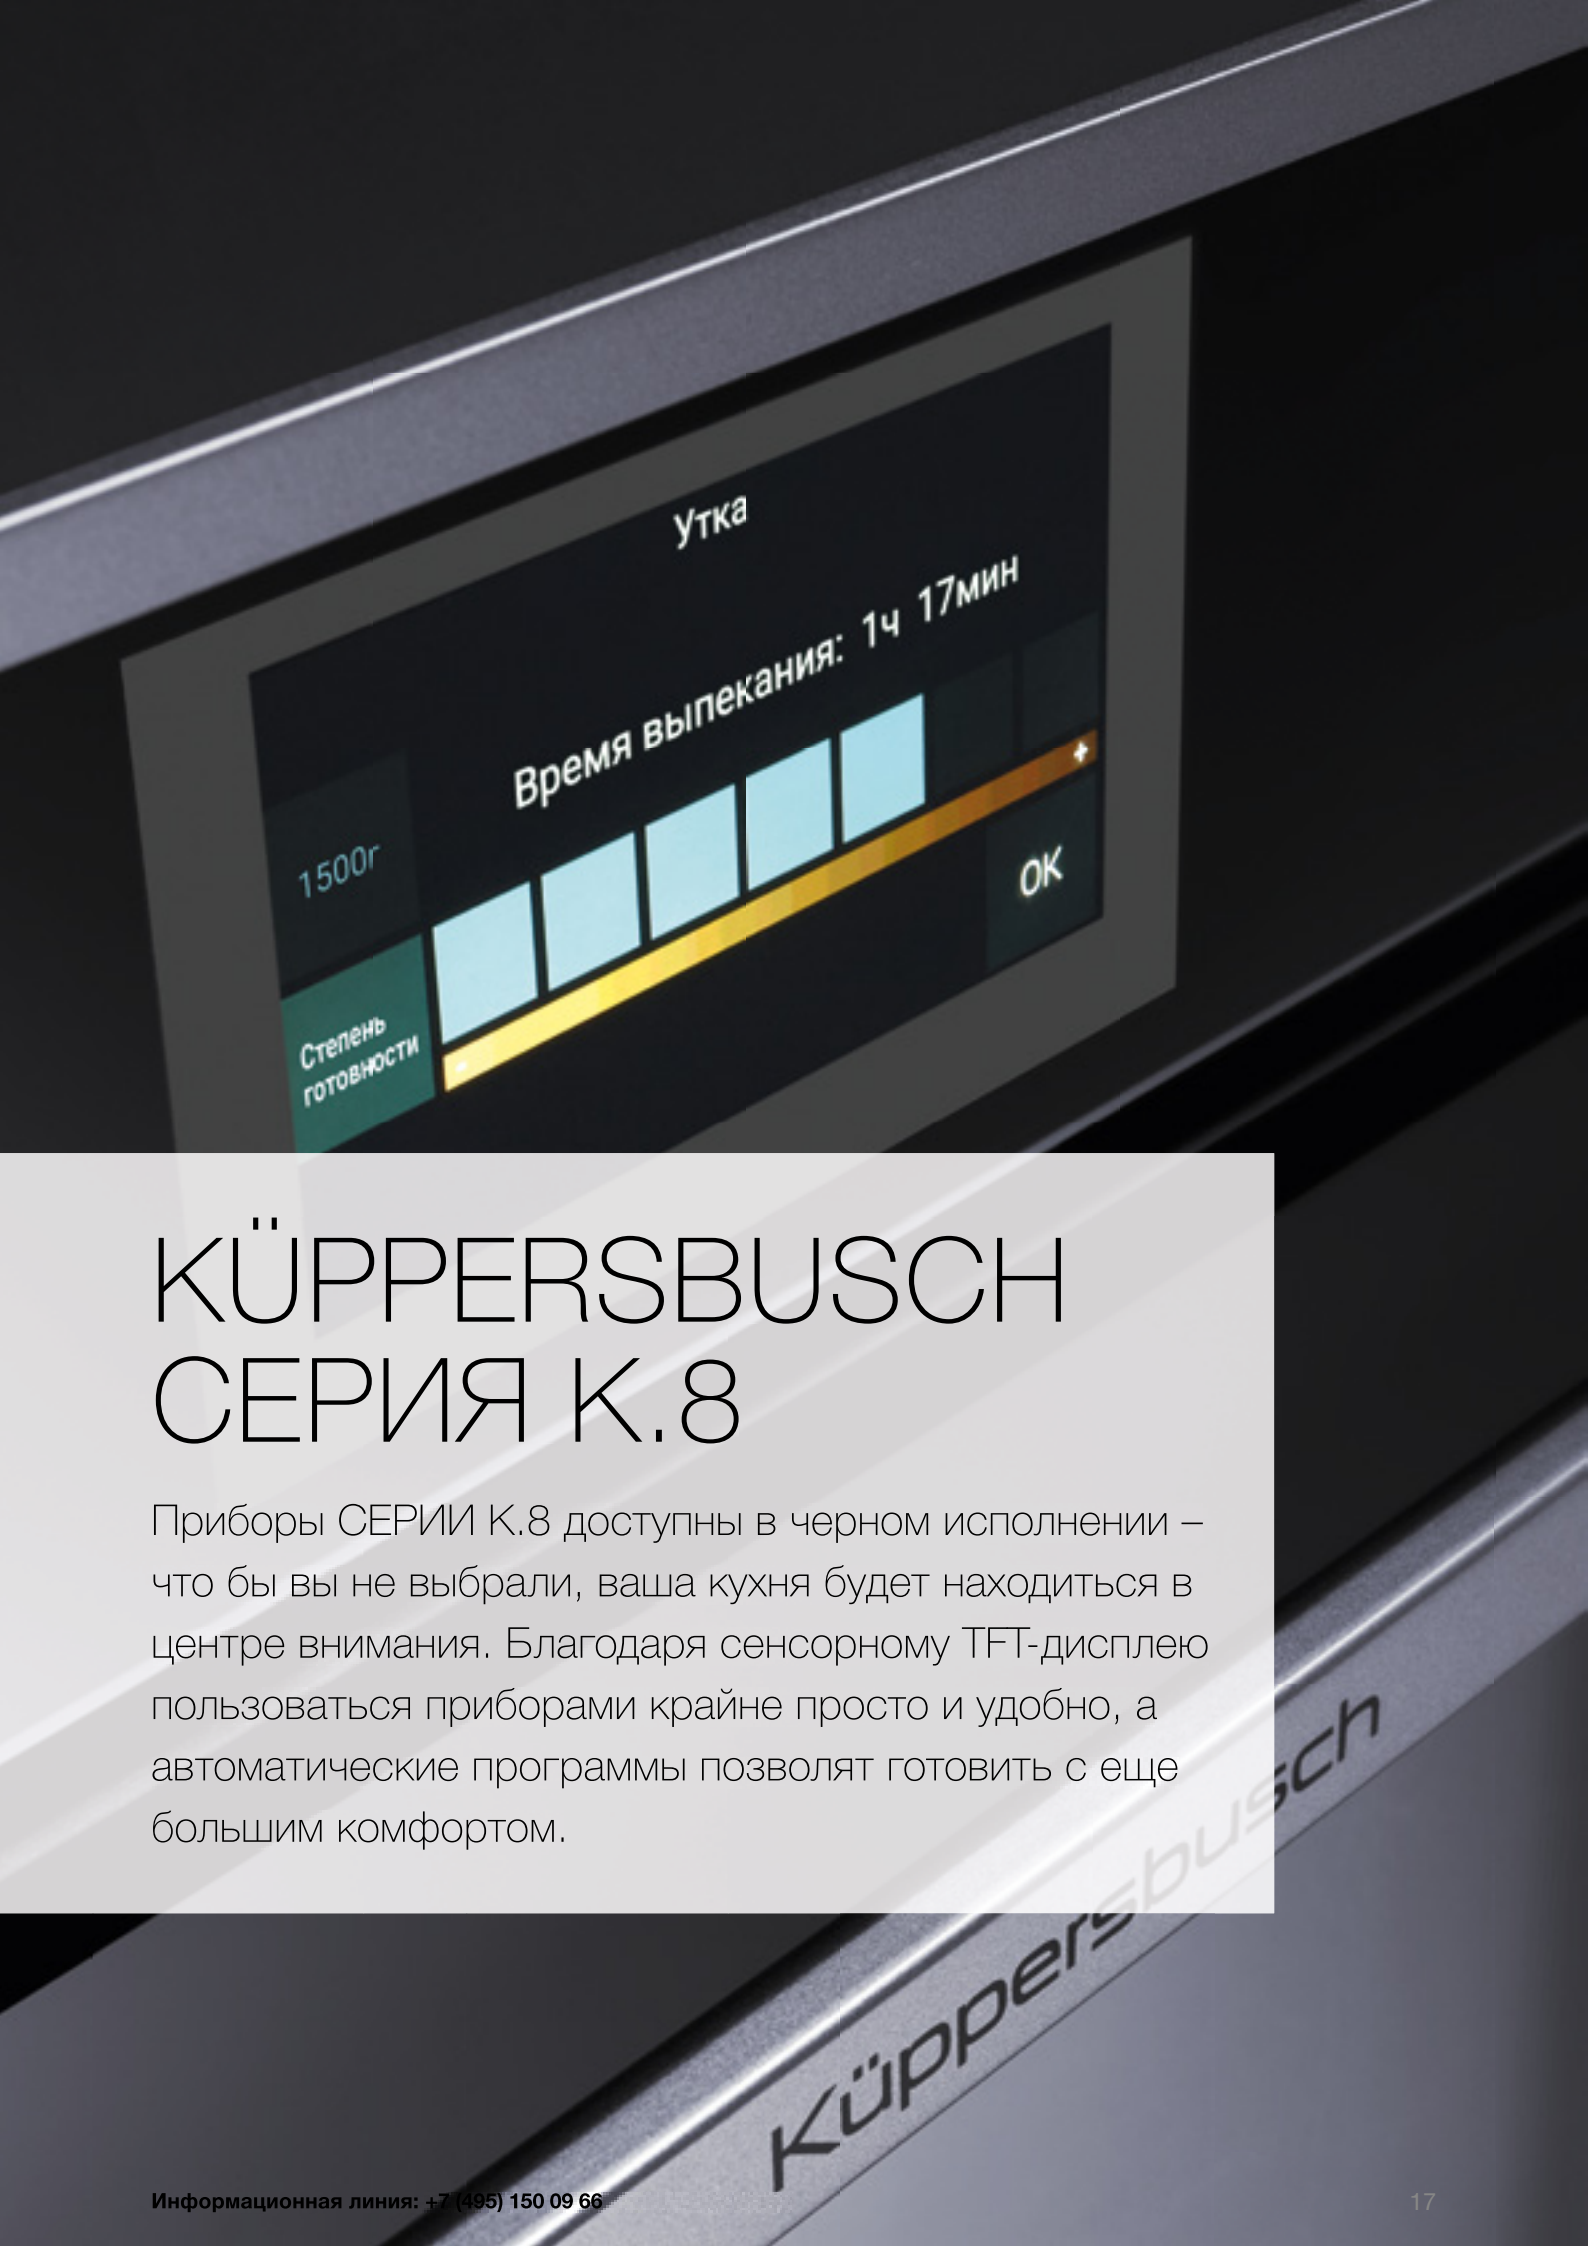 Утка
Время выпекания: 1ч 17мин
1500г
+
OK
Степень
готовности
-
KÜPPERSBUSCH
СЕРИЯ K.8
Приборы СЕРИИ K.8 доступны в черном исполнении –
что бы вы не выбрали, ваша кухня будет находиться в
центре внимания. Благодаря сенсорному TFT-дисплею
пользоваться приборами крайне просто и удобно, а
автоматические программы позволят готовить с еще
большим комфортом.
Küppersbusch
Информационная линия: +7 (495) 150 09 66
17